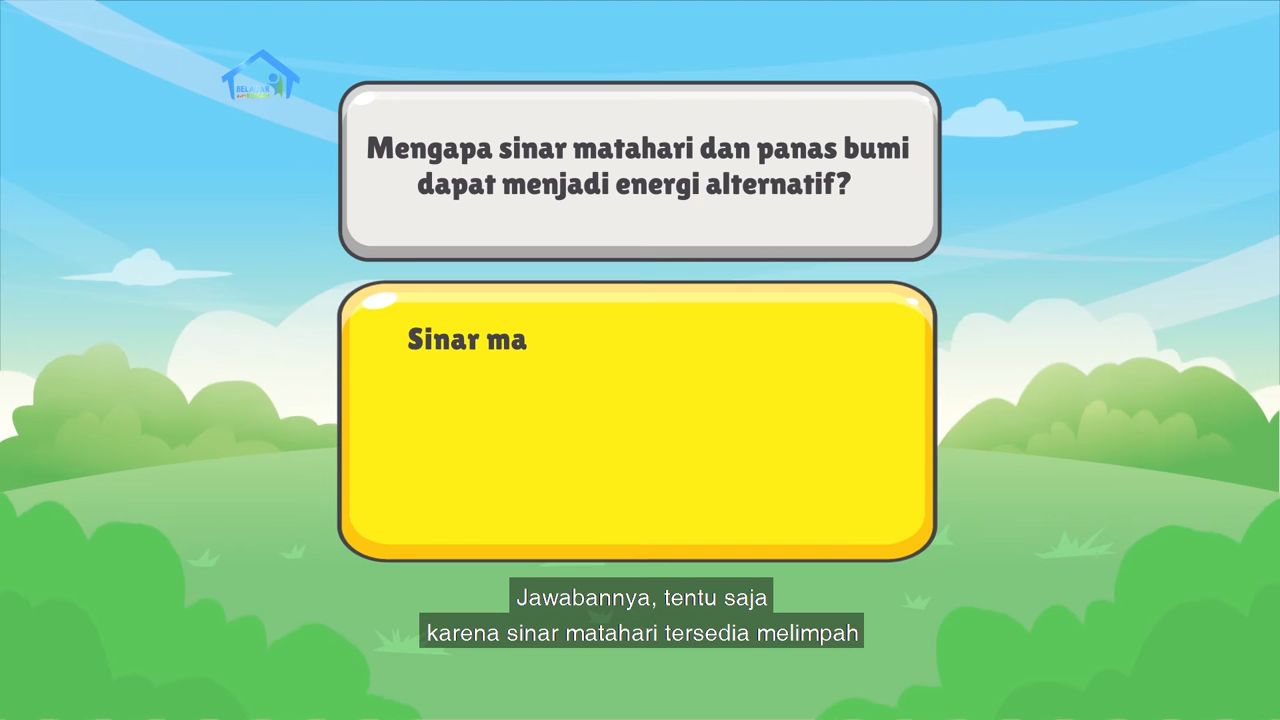 BELAJAR
Mengapa sinar matahari dan panas bumi
dapat menjadi energi alternatif?
Sinar ma
Jawabannya, tentu saja
karena sinar matahari tersedia melimpah